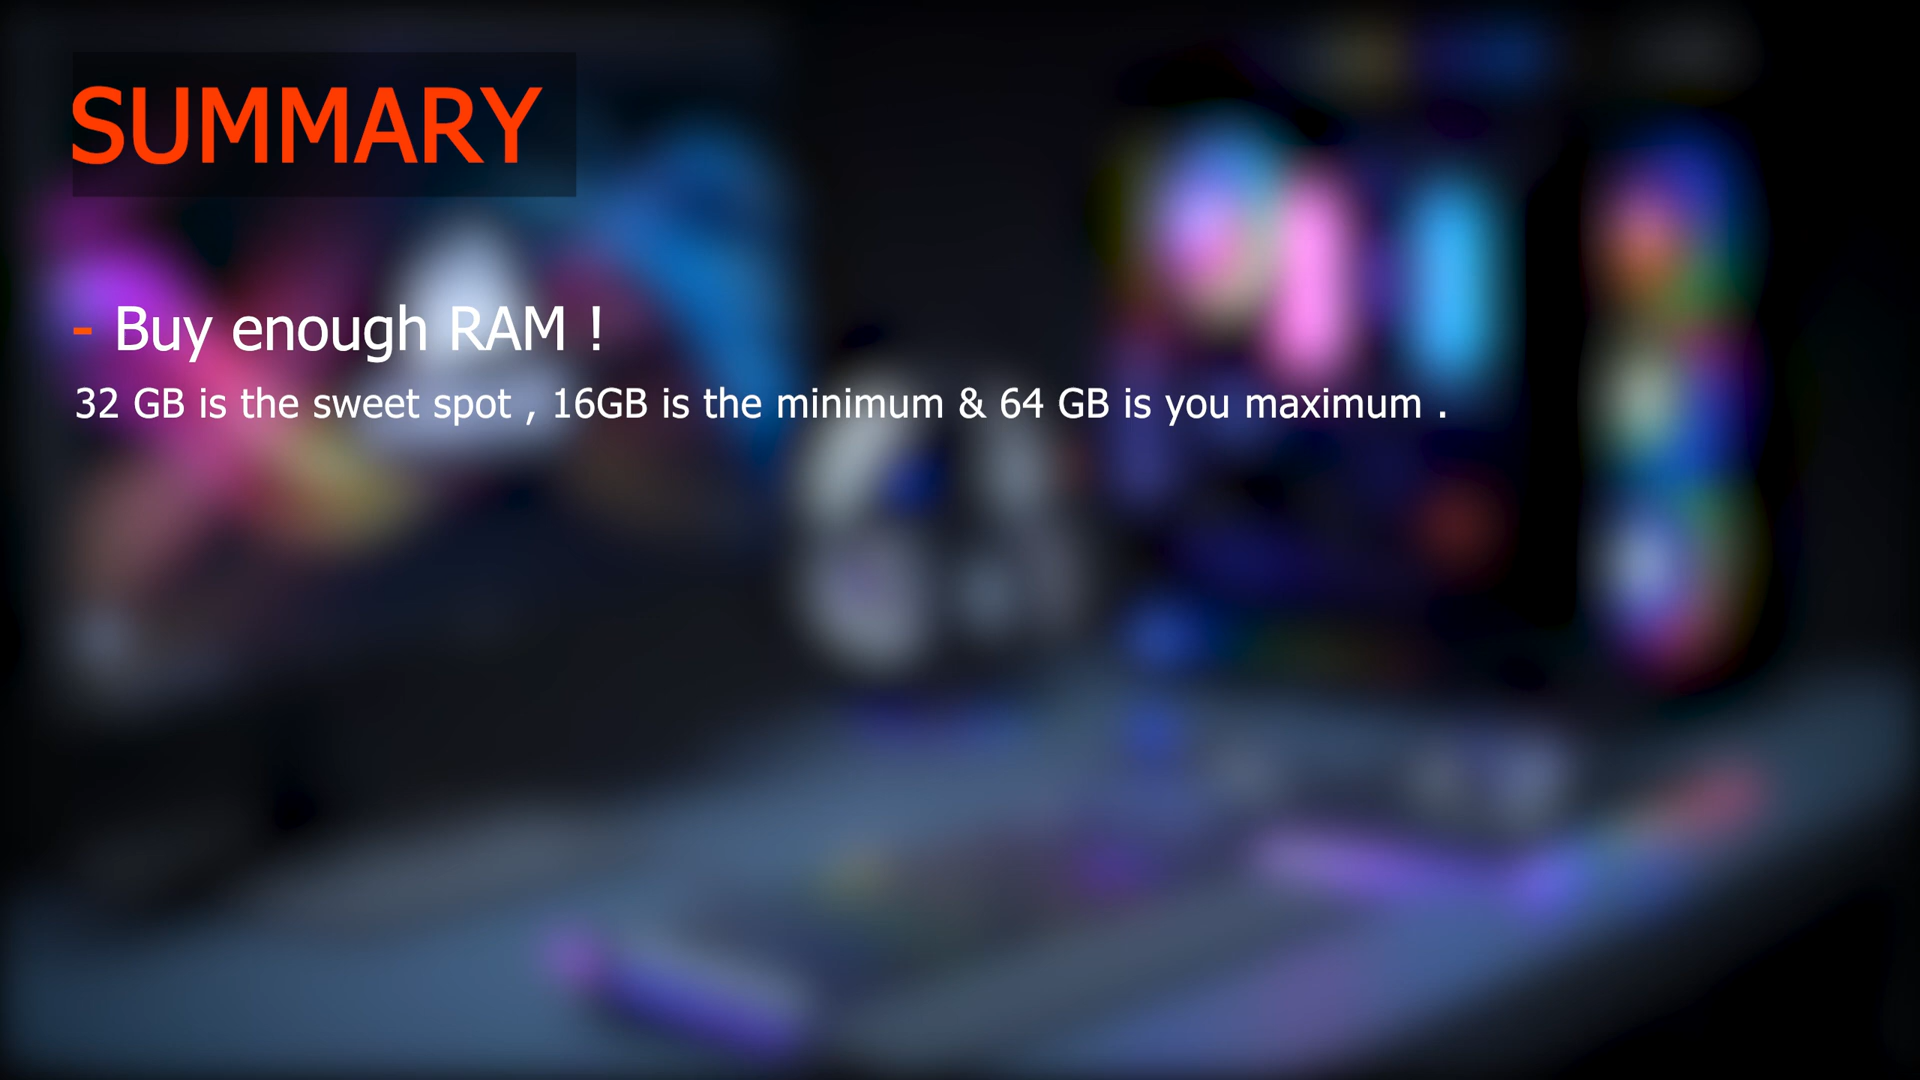 SUMMARY
- Buy enough RAM !
32 GB is the sweet spot , 16GB is the minimum & 64 GB is you maximum .